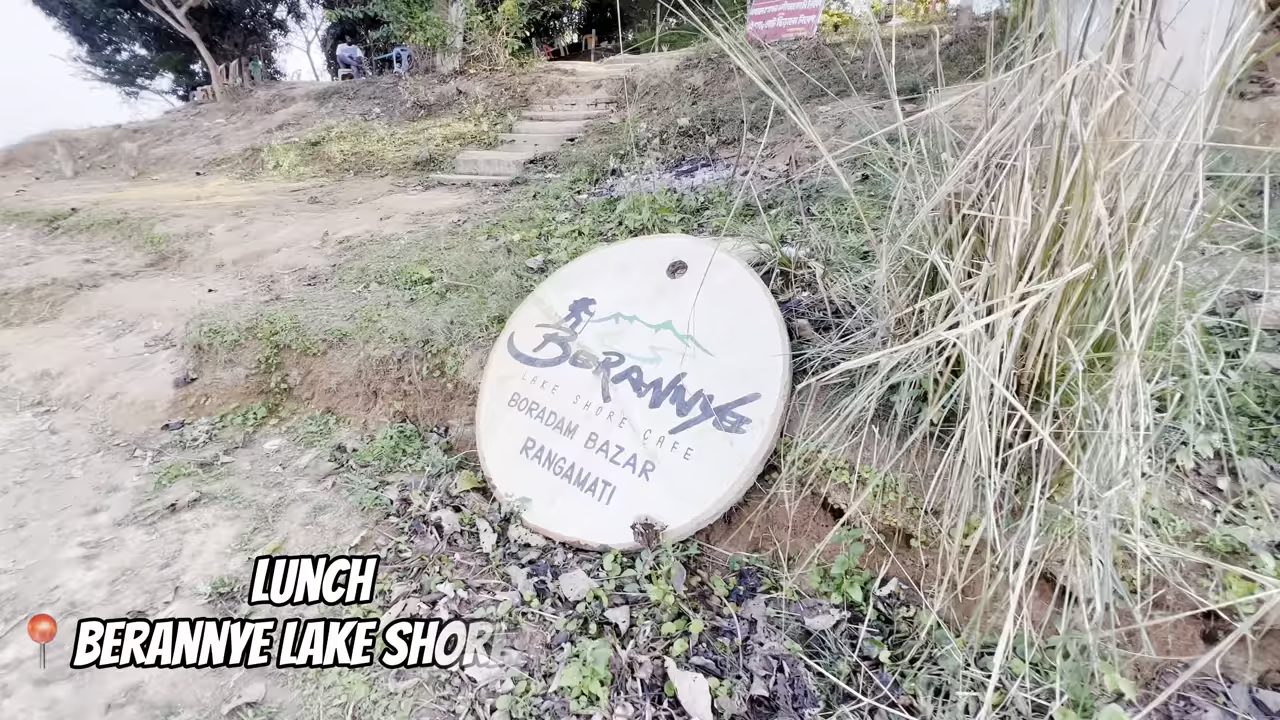 BERANNYE
LAKE SHORE CAFE
BORADAM BAZAR
RANGAMATI
LUNCH
📍 BERANNYE LAKE SHORE